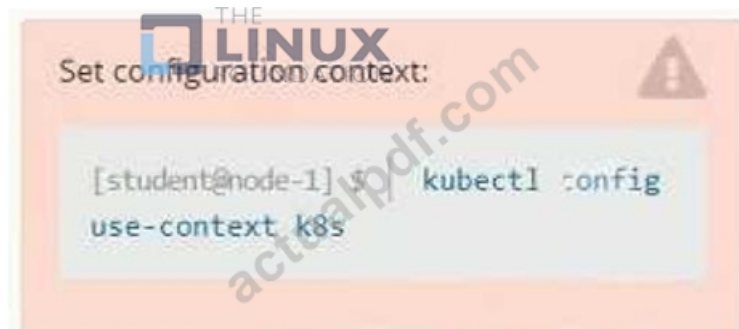 THE
LINUX
Set configuration context:
[student@node-1] $ | kubectl config
use-context k8s
actualpdf.com